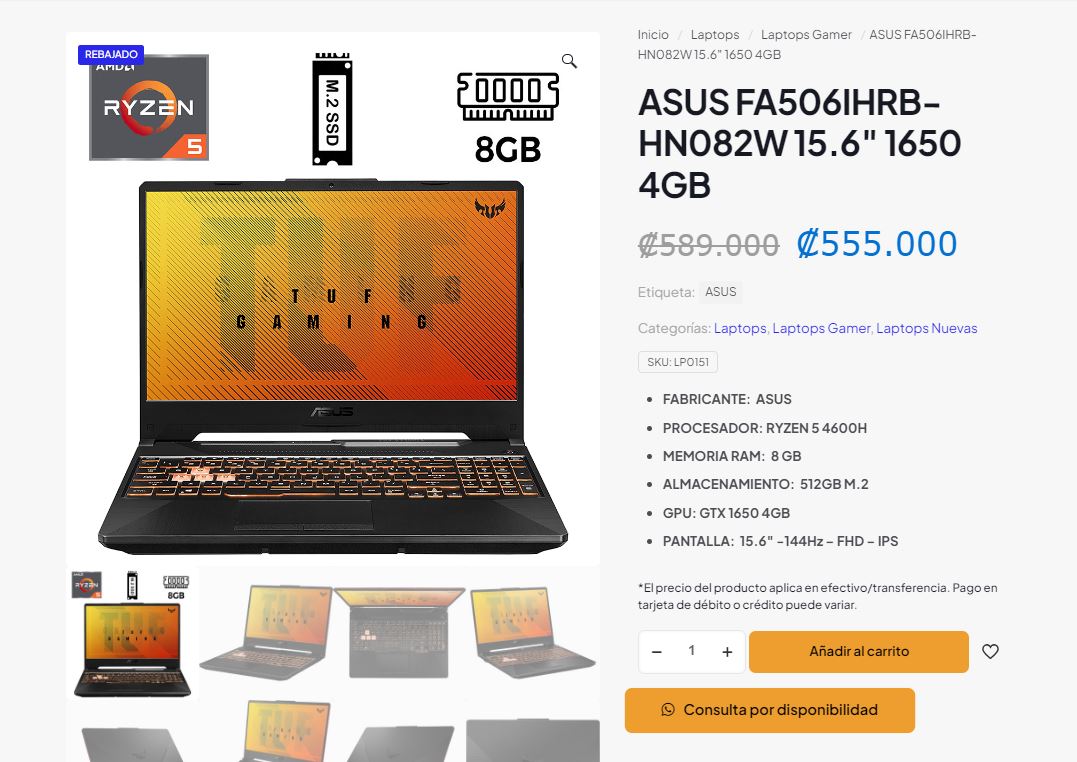 REBAJADO
AMD
RYZEN
5
M.2 SSD
8GB
TUF
TUF
GAMING
ASUS
RYZEN
8GB
TUF
Inicio / Laptops / Laptops Gamer / ASUS FA506IHRB-
HN082W 15.6" 1650 4GB
ASUS FA506IHRB-
HN082W 15.6" 1650
4GB
₡589.000 ₡555.000
Etiqueta: ASUS
Categorías: Laptops, Laptops Gamer, Laptops Nuevas
SKU: LP0151
• FABRICANTE: ASUS
• PROCESADOR: RYZEN 5 4600H
• MEMORIA RAM: 8 GB
• ALMACENAMIENTO: 512GB M.2
• GPU: GTX 1650 4GB
• PANTALLA: 15.6" -144Hz – FHD – IPS
*El precio del producto aplica en efectivo/transferencia. Pago en
tarjeta de débito o crédito puede variar.
− 1 + Añadir al carrito
Consulta por disponibilidad